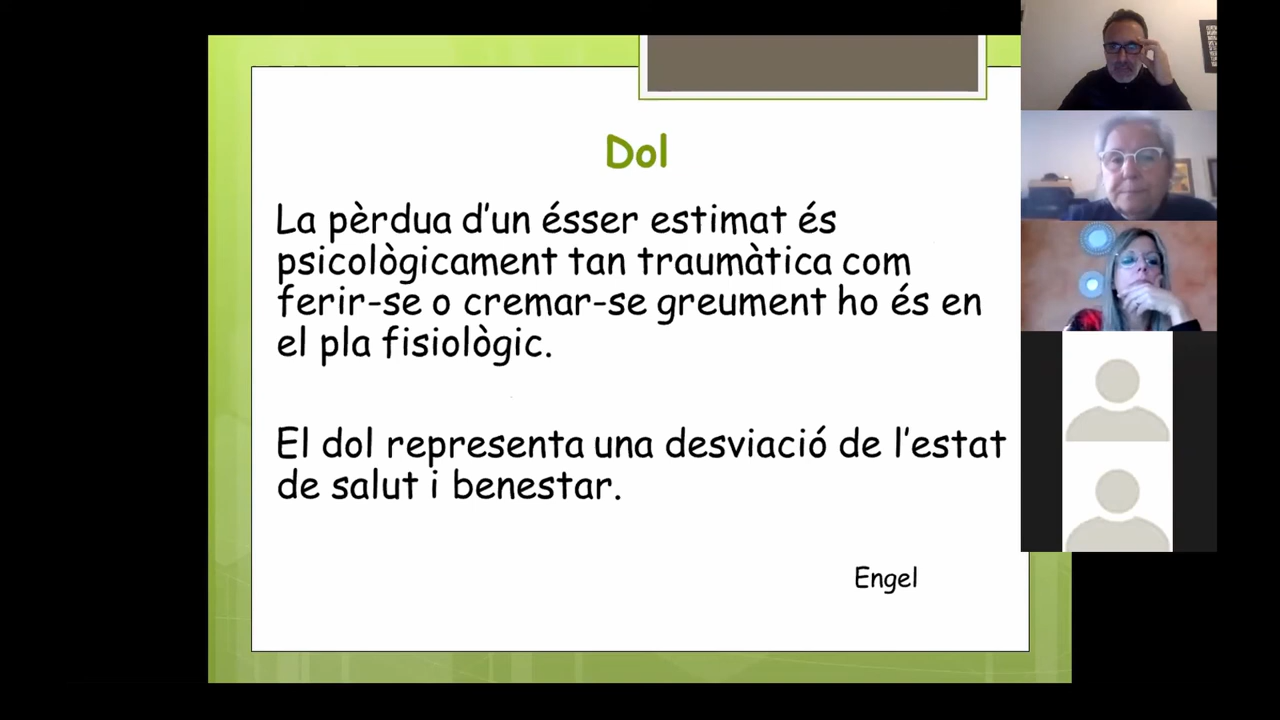 Dol
La pèrdua d'un ésser estimat és
psicològicament tan traumàtica com
ferir-se o cremar-se greument ho és en
el pla fisiològic.
El dol representa una desviació de l'estat
de salut i benestar.
Engel